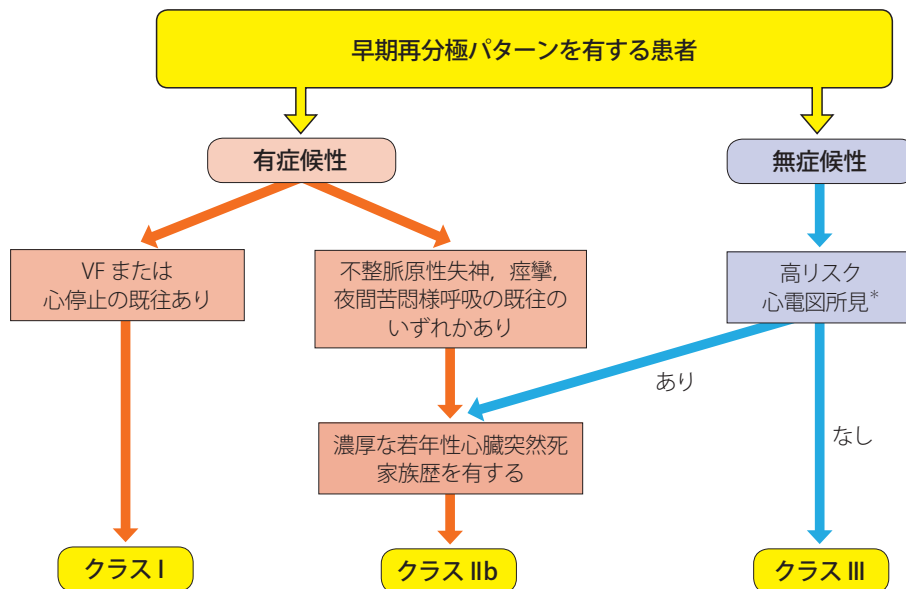 早期再分極パターンを有する患者
有症候性
無症候性
VF または
心停止の既往あり
不整脈原性失神，痙攣，
夜間苦悶様呼吸の既往の
いずれかあり
高リスク
心電図所見*
あり
なし
濃厚な若年性心臓突然死
家族歴を有する
クラス I
クラス IIb
クラス III